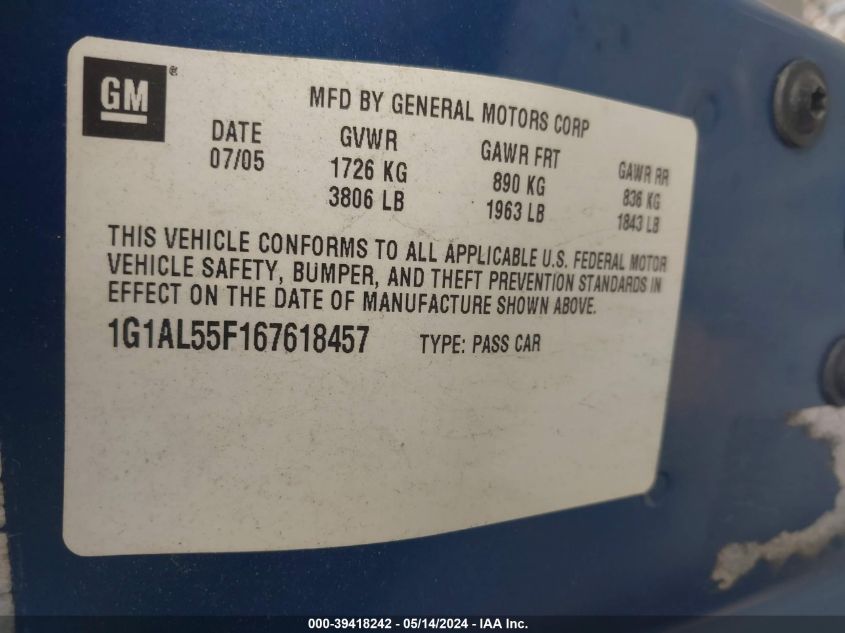 GM®
MFD BY GENERAL MOTORS CORP
DATE GVWR GAWR FRT GAWR RR
07/05 1726 KG 890 KG 836 KG
3806 LB 1963 LB 1843 LB
THIS VEHICLE CONFORMS TO ALL APPLICABLE U.S. FEDERAL MOTOR
VEHICLE SAFETY, BUMPER, AND THEFT PREVENTION STANDARDS IN
EFFECT ON THE DATE OF MANUFACTURE SHOWN ABOVE.
1G1AL55F167618457 TYPE: PASS CAR
000-39418242 - 05/14/2024 - IAA Inc.